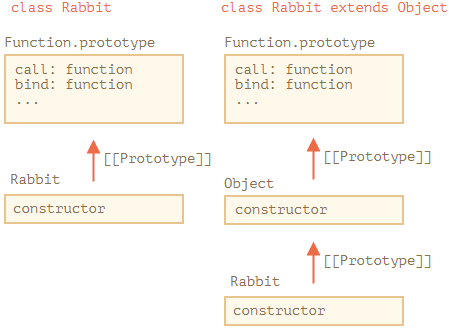 class Rabbit
Function.prototype
call: function
bind: function
...
[[Prototype]]
Rabbit
constructor
class Rabbit extends Object
Function.prototype
call: function
bind: function
...
[[Prototype]]
Object
constructor
[[Prototype]]
Rabbit
constructor